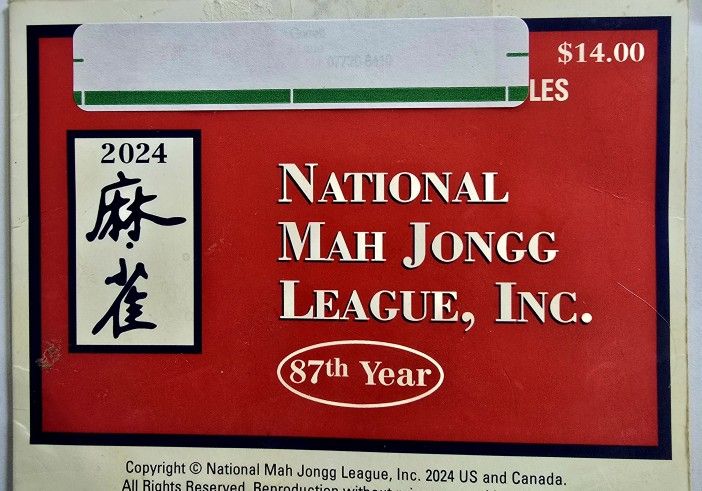 $14.00
LES
2024
麻
雀
NATIONAL
MAH JONGG
LEAGUE, INC.
87th Year
Copyright © National Mah Jongg League, Inc. 2024 US and Canada.
All Rights Reserved. Reproduction without